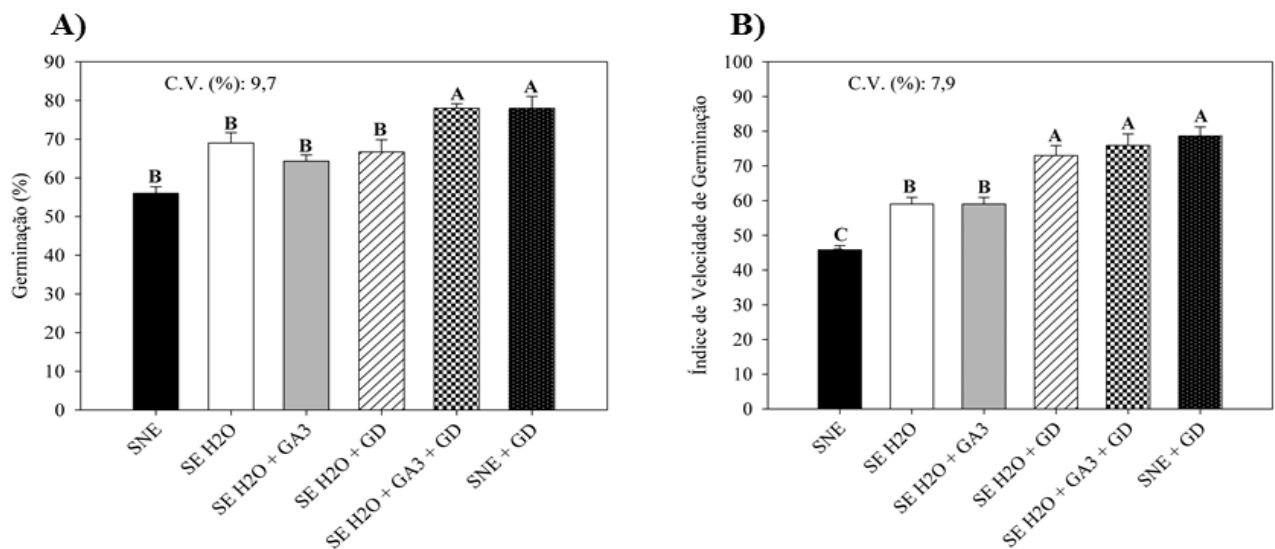 A)
C.V. (%): 9,7
Germinação (%)
90
80
70
60
50
40
30
20
10
0
B
B
B
B
A
A
SNE
SE H2O
SE H2O + GA3
SE H2O + GD
SE H2O + GA3 + GD
SNE + GD
B)
C.V. (%): 7,9
Índice de Velocidade de Germinação
100
90
80
70
60
50
40
30
20
10
0
C
B
B
A
A
A
SNE
SE H2O
SE H2O + GA3
SE H2O + GD
SE H2O + GA3 + GD
SNE + GD